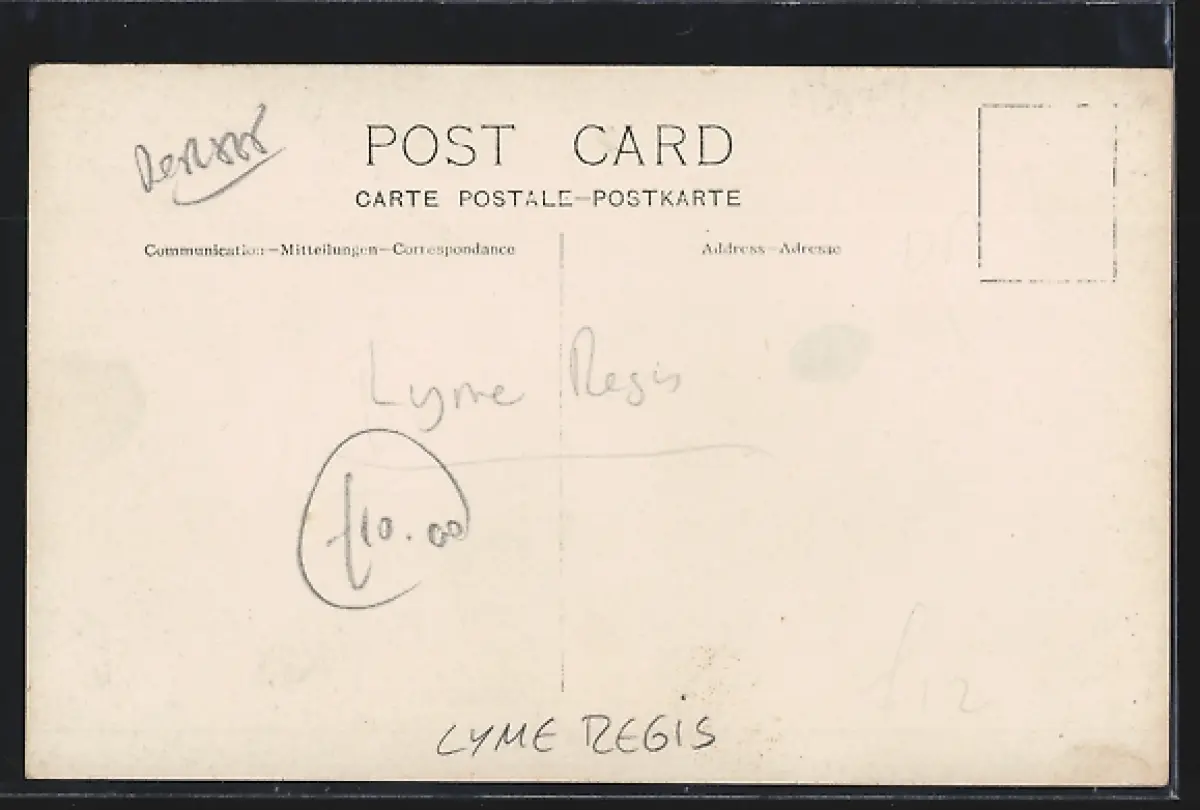 POST CARD
CARTE POSTALE–POSTKARTE
Communication–Mitteilungen–Correspondance
Address–Adresse
Lyme Regis
£10.00
£12
LYME REGIS